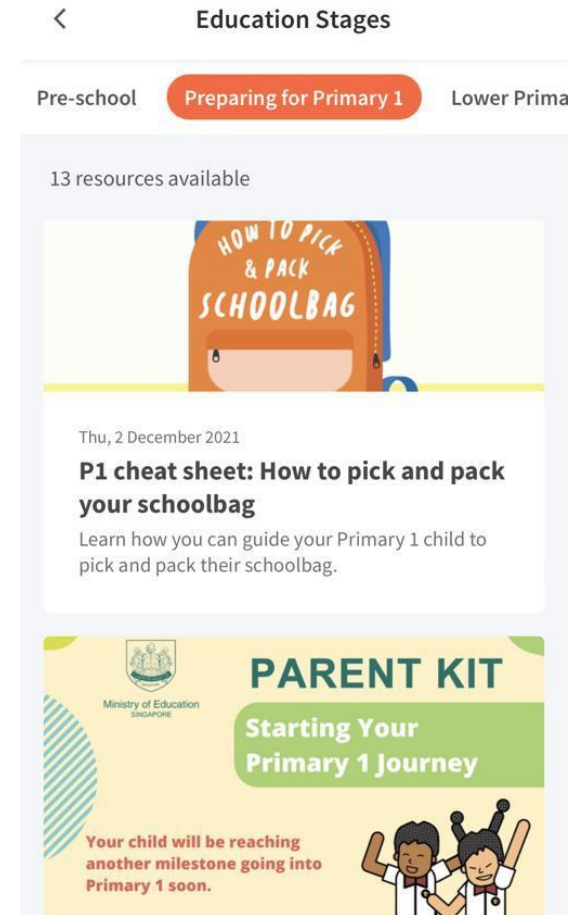 Education Stages
Pre-school
Preparing for Primary 1
Lower Prima
13 resources available
HOW TO PICK
& PACK
SCHOOLBAG
Thu, 2 December 2021
P1 cheat sheet: How to pick and pack
your schoolbag
Learn how you can guide your Primary 1 child to
pick and pack their schoolbag.
Ministry of Education
SINGAPORE
PARENT KIT
Starting Your
Primary 1 Journey
Your child will be reaching
another milestone going into
Primary 1 soon.